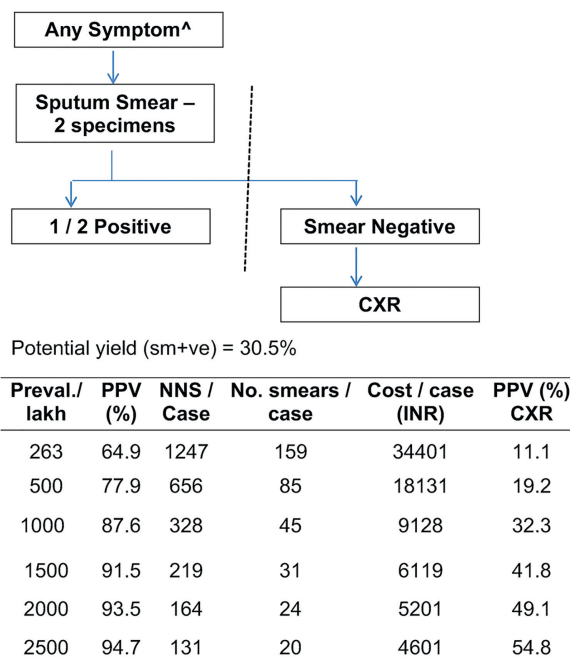 Any Symptom^
Sputum Smear –
2 specimens
1 / 2 Positive
Smear Negative
CXR
Potential yield (sm+ve) = 30.5%
Preval./ lakh PPV (%) NNS / Case No. smears / case Cost / case (INR) PPV (%) CXR
263 64.9 1247 159 34401 11.1
500 77.9 656 85 18131 19.2
1000 87.6 328 45 9128 32.3
1500 91.5 219 31 6119 41.8
2000 93.5 164 24 5201 49.1
2500 94.7 131 20 4601 54.8